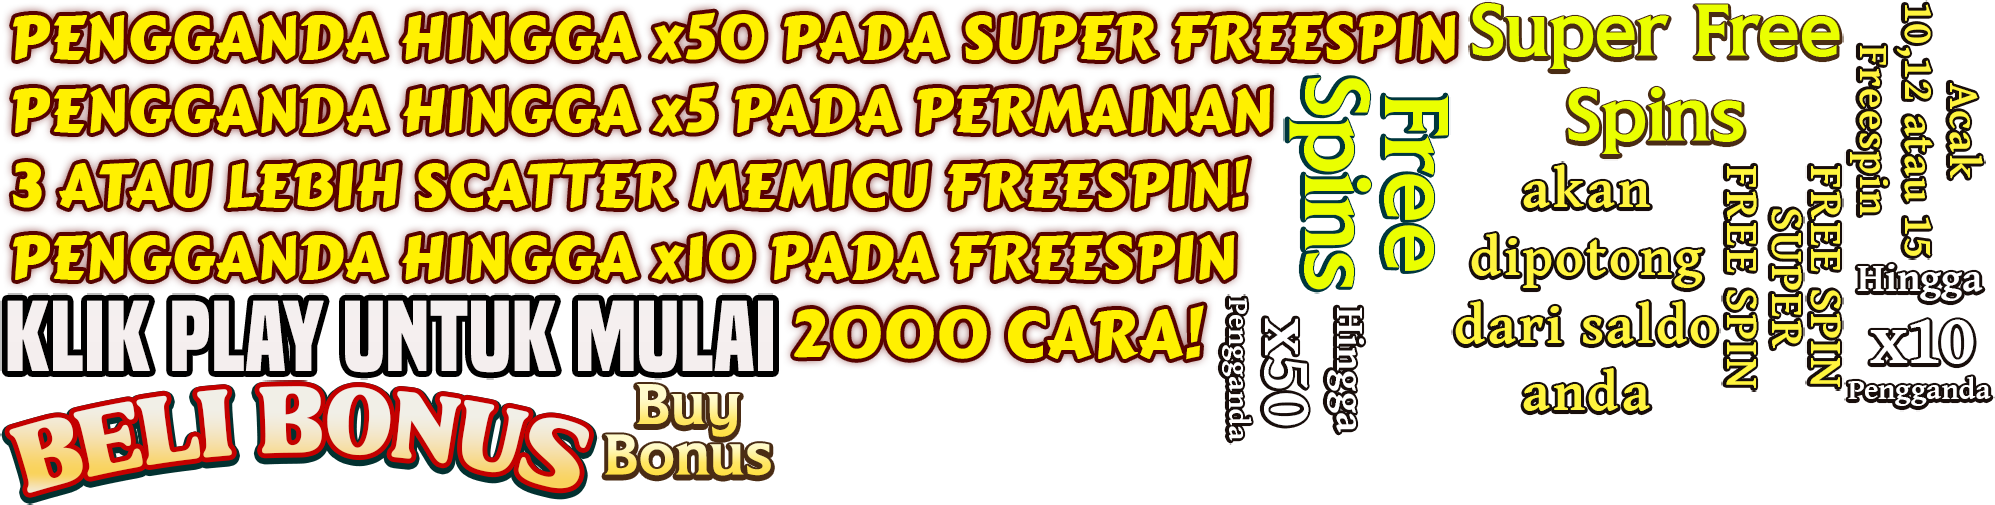 PENGGANDA HINGGA x50 PADA SUPER FREESPIN
PENGGANDA HINGGA x5 PADA PERMAINAN
3 ATAU LEBIH SCATTER MEMICU FREESPIN!
PENGGANDA HINGGA x10 PADA FREESPIN
KLIK PLAY UNTUK MULAI
2000 CARA!
BELI BONUS
Buy
Bonus
Free
Spins
Hingga
x50
Pengganda
Super Free
Spins
akan
dipotong
dari saldo
anda
FREE SPIN
SUPER
FREE SPIN
Acak
10,12 atau 15
Freespin
Hingga
x10
Pengganda